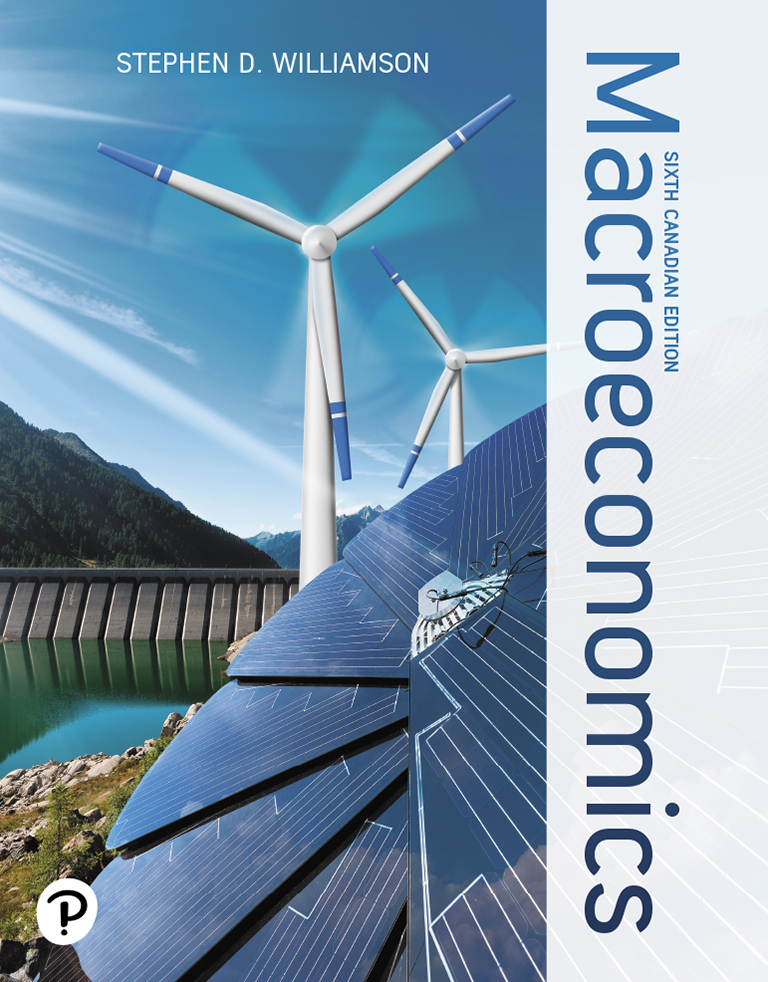 STEPHEN D. WILLIAMSON
Macroeconomics
SIXTH CANADIAN EDITION